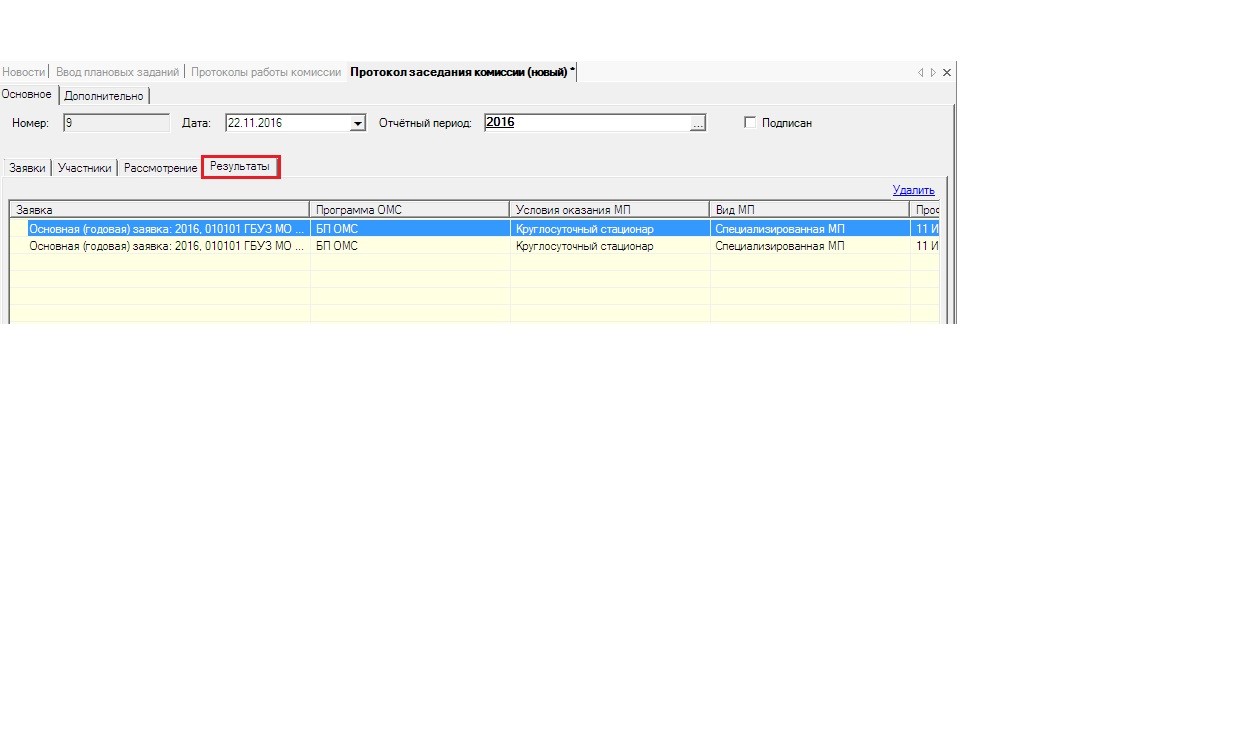 Новости Ввод плановых заданий Протоколы работы комиссии Протокол заседания комиссии (новый) *
Основное Дополнительно
Номер: 9 Дата: 22.11.2016 Отчётный период: 2016 ... Подписан
Заявки Участники Рассмотрение Результаты
Удалить
Заявка Программа ОМС Условия оказания МП Вид МП Проф
Основная (годовая) заявка: 2016, 010101 ГБУЗ МО ... БП ОМС Круглосуточный стационар Специализированная МП 11 И
Основная (годовая) заявка: 2016, 010101 ГБУЗ МО ... БП ОМС Круглосуточный стационар Специализированная МП 11 И